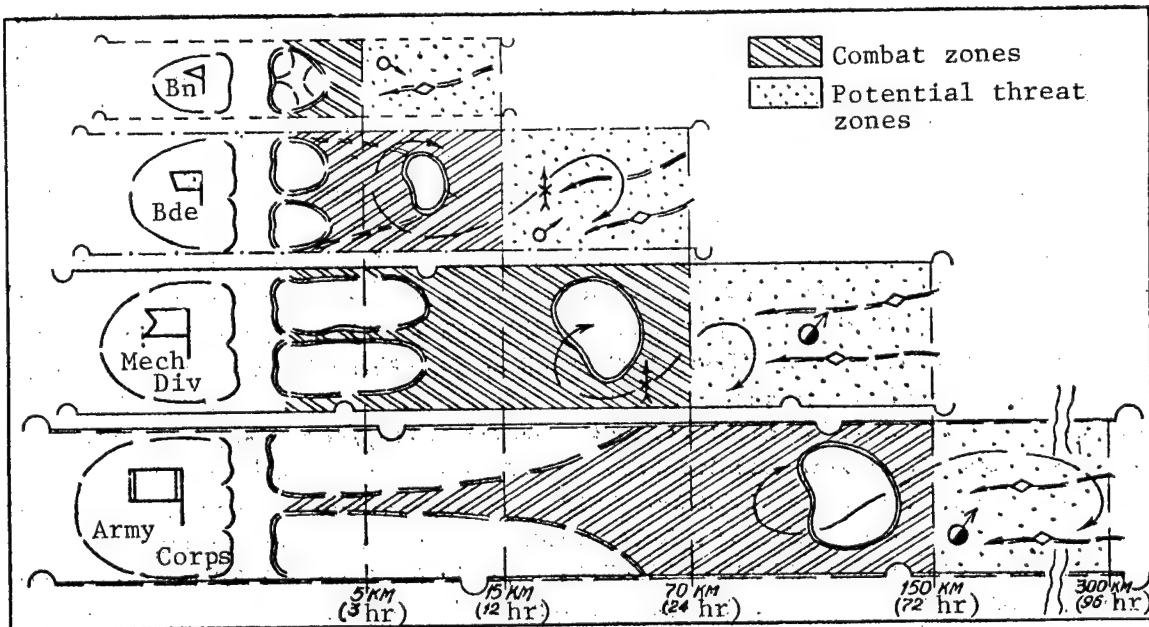 Combat zones
Potential threat
zones
Bn
Bde
Mech
Div
Army
Corps
5 KM
(3 hr)
15 KM
(12 hr)
70 KM
(24 hr)
150 KM
(72 hr)
300 KM
(96 hr)